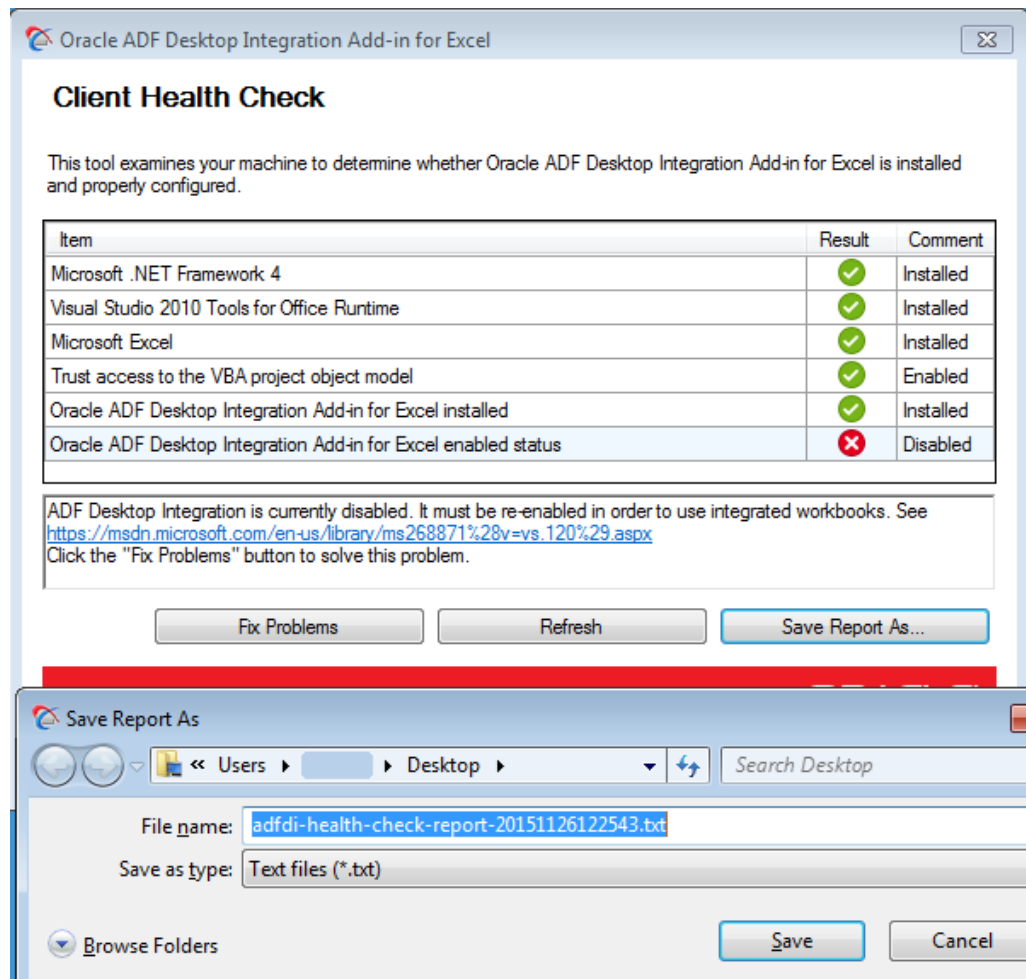 Oracle ADF Desktop Integration Add-in for Excel
Client Health Check
This tool examines your machine to determine whether Oracle ADF Desktop Integration Add-in for Excel is installed
and properly configured.
Item Result Comment
Microsoft .NET Framework 4 Installed
Visual Studio 2010 Tools for Office Runtime Installed
Microsoft Excel Installed
Trust access to the VBA project object model Enabled
Oracle ADF Desktop Integration Add-in for Excel installed Installed
Oracle ADF Desktop Integration Add-in for Excel enabled status Disabled
ADF Desktop Integration is currently disabled. It must be re-enabled in order to use integrated workbooks. See
https://msdn.microsoft.com/en-us/library/ms268871%28v=vs.120%29.aspx
Click the "Fix Problems" button to solve this problem.
Fix Problems Refresh Save Report As...
Save Report As
« Users Desktop Search Desktop
File name: adfdi-health-check-report-20151126122543.txt
Save as type: Text files (*.txt)
Browse Folders Save Cancel